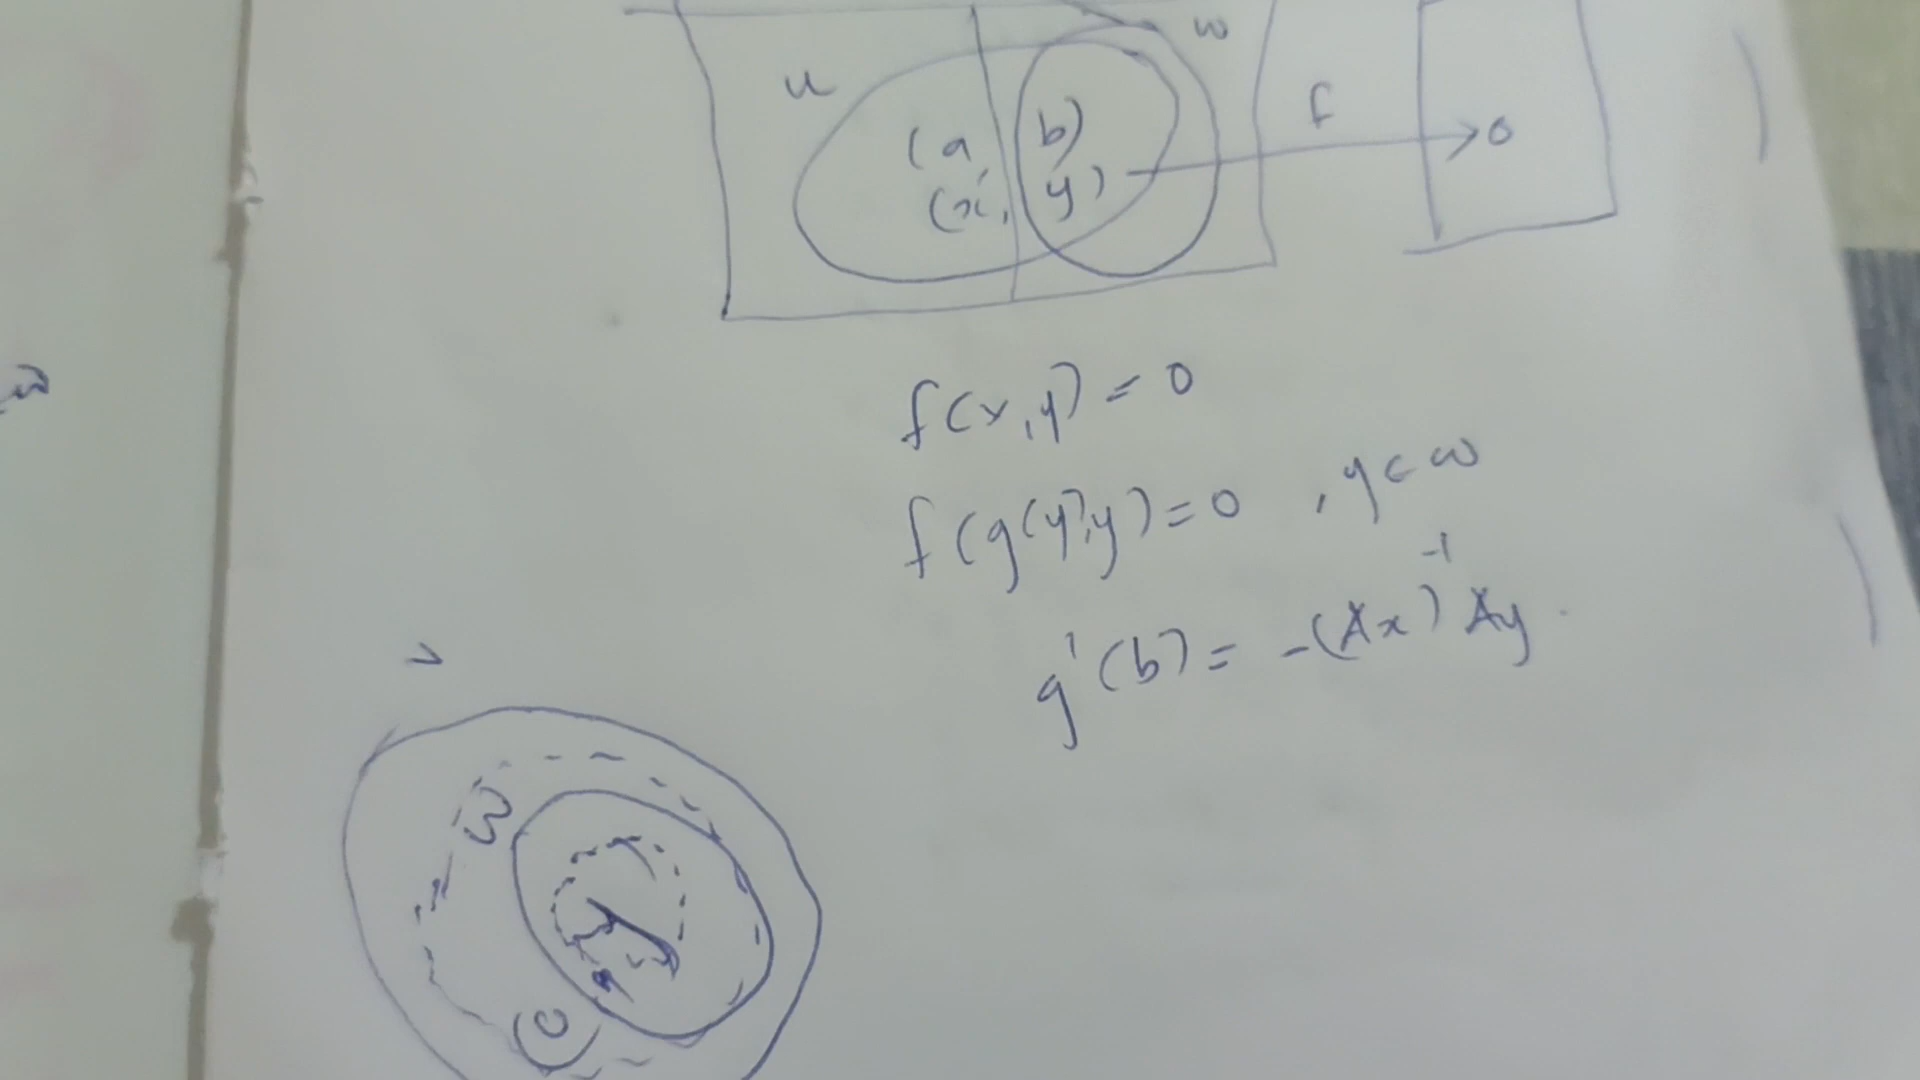 u w
(a, b) f
(x, y) → 0
f(x,y) = 0
f(g(y),y) = 0 , y ⊂ w
g'(b) = -(Ax)⁻¹ Ay.